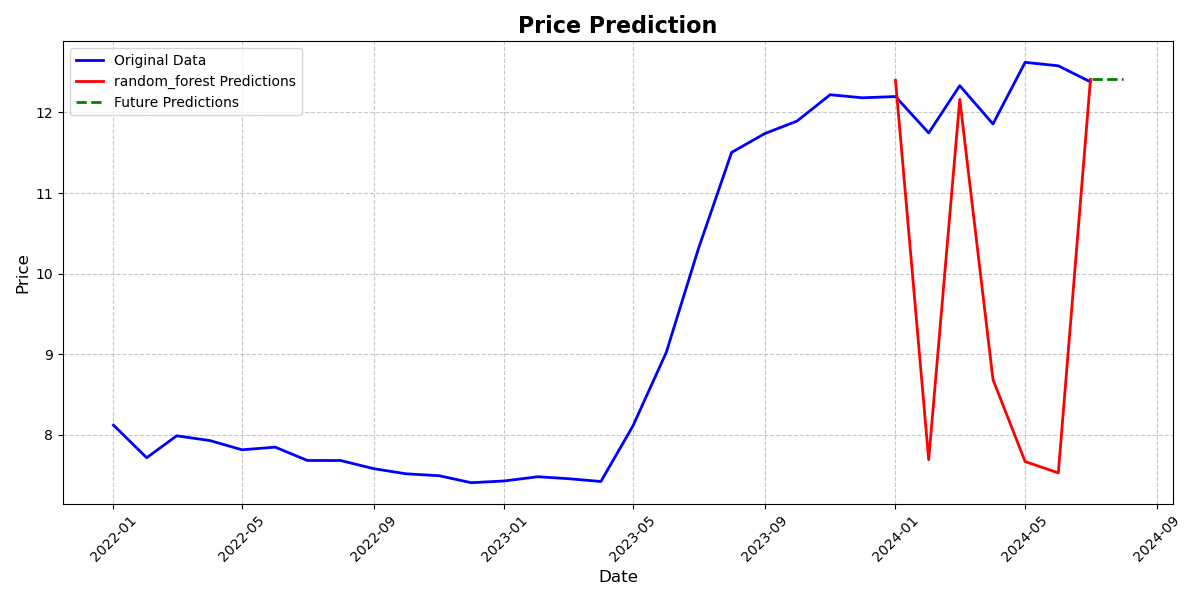 Price Prediction
Original Data
random_forest Predictions
Future Predictions
Price
12
11
10
9
8
2022-01
2022-05
2022-09
2023-01
2023-05
2023-09
2024-01
2024-05
2024-09
Date